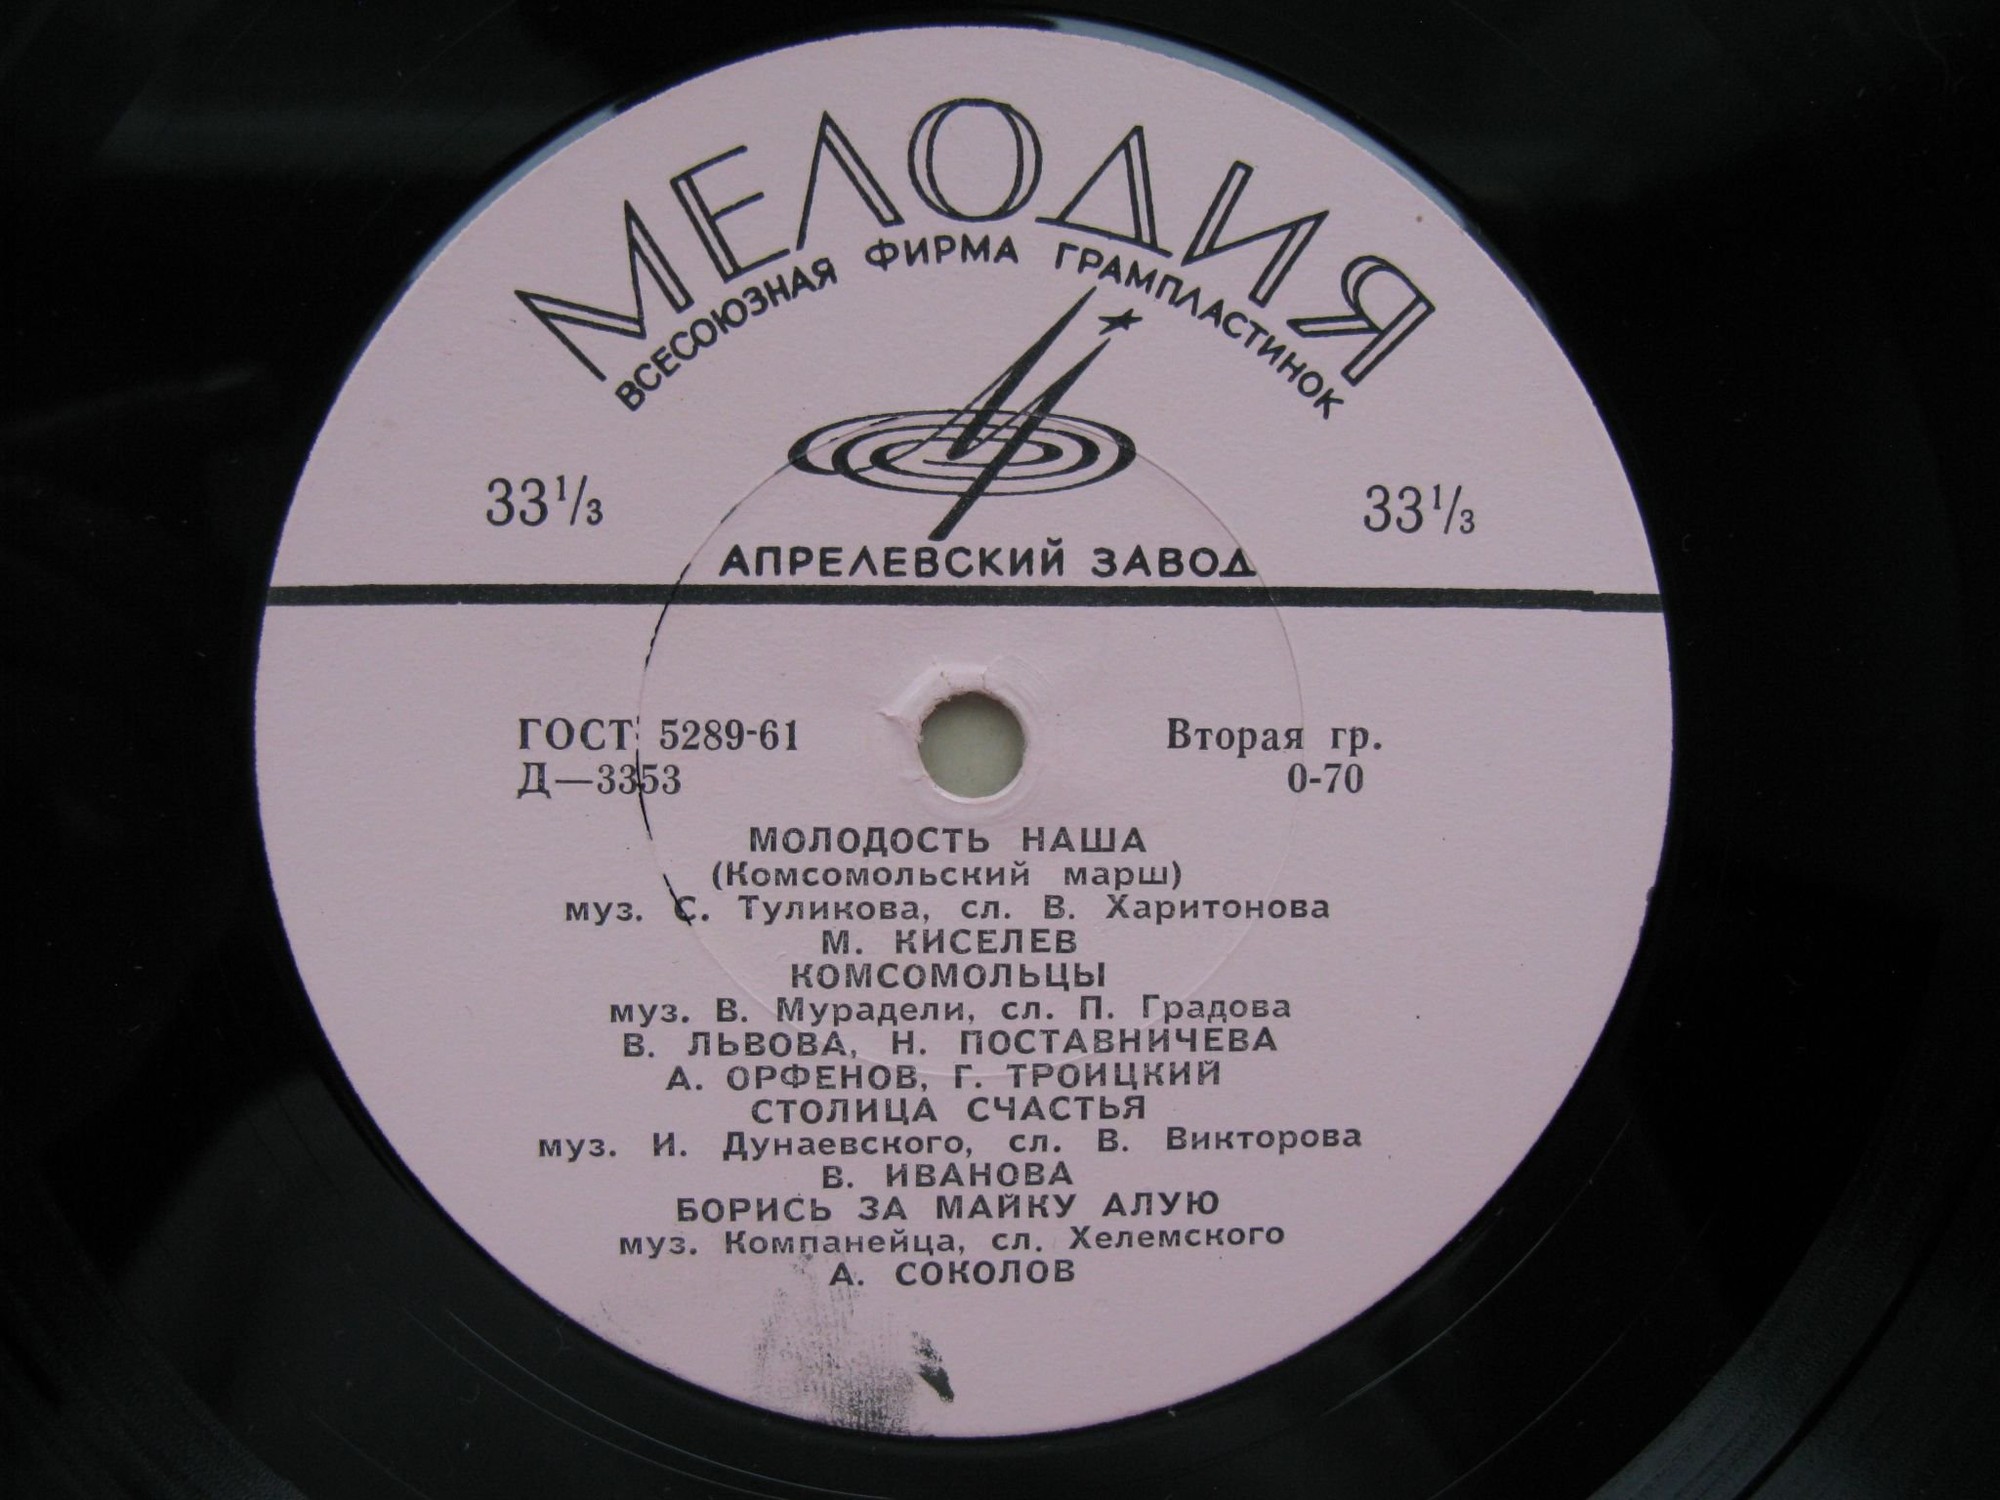 МЕЛОДИЯ
ВСЕСОЮЗНАЯ ФИРМА ГРАМПЛАСТИНОК
33⅓ 33⅓
АПРЕЛЕВСКИЙ ЗАВОД
ГОСТ 5289-61 Вторая гр.
Д—3353 0-70
МОЛОДОСТЬ НАША
(Комсомольский марш)
муз. С. Туликова, сл. В. Харитонова
М. КИСЕЛЕВ
КОМСОМОЛЬЦЫ
муз. В. Мурадели, сл. П. Градова
В. ЛЬВОВА, Н. ПОСТАВНИЧЕВА
А. ОРФЕНОВ, Г. ТРОИЦКИЙ
СТОЛИЦА СЧАСТЬЯ
муз. И. Дунаевского, сл. В. Викторова
В. ИВАНОВА
БОРИСЬ ЗА МАЙКУ АЛУЮ
муз. Компанейца, сл. Хелемского
А. СОКОЛОВ